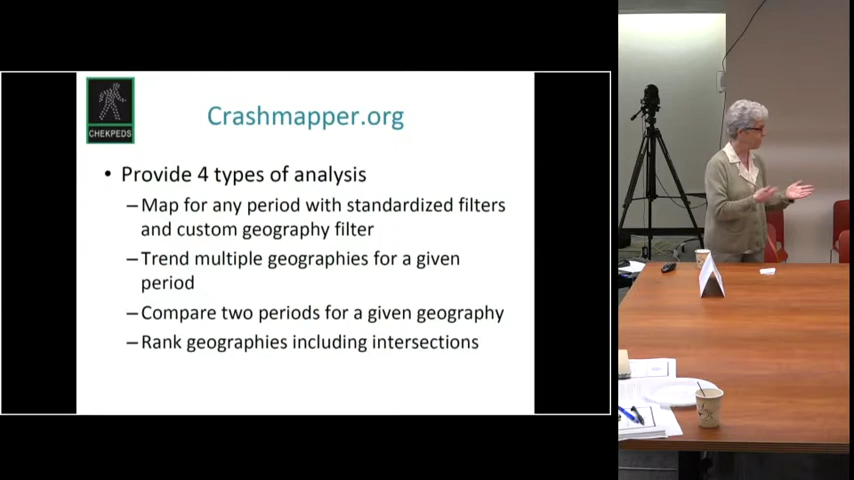 CHEKPEDS
Crashmapper.org
• Provide 4 types of analysis
–Map for any period with standardized filters
and custom geography filter
–Trend multiple geographies for a given
period
–Compare two periods for a given geography
–Rank geographies including intersections